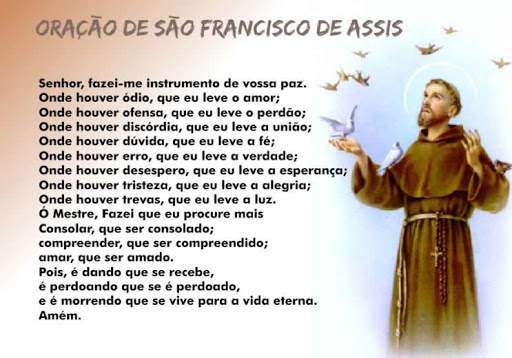 ORAÇÃO DE SÃO FRANCISCO DE ASSIS
Senhor, fazei-me instrumento de vossa paz.
Onde houver ódio, que eu leve o amor;
Onde houver ofensa, que eu leve o perdão;
Onde houver discórdia, que eu leve a união;
Onde houver dúvida, que eu leve a fé;
Onde houver erro, que eu leve a verdade;
Onde houver desespero, que eu leve a esperança;
Onde houver tristeza, que eu leve a alegria;
Onde houver trevas, que eu leve a luz.
Ó Mestre, Fazei que eu procure mais
Consolar, que ser consolado;
compreender, que ser compreendido;
amar, que ser amado.
Pois, é dando que se recebe,
é perdoando que se é perdoado,
e é morrendo que se vive para a vida eterna.
Amém.